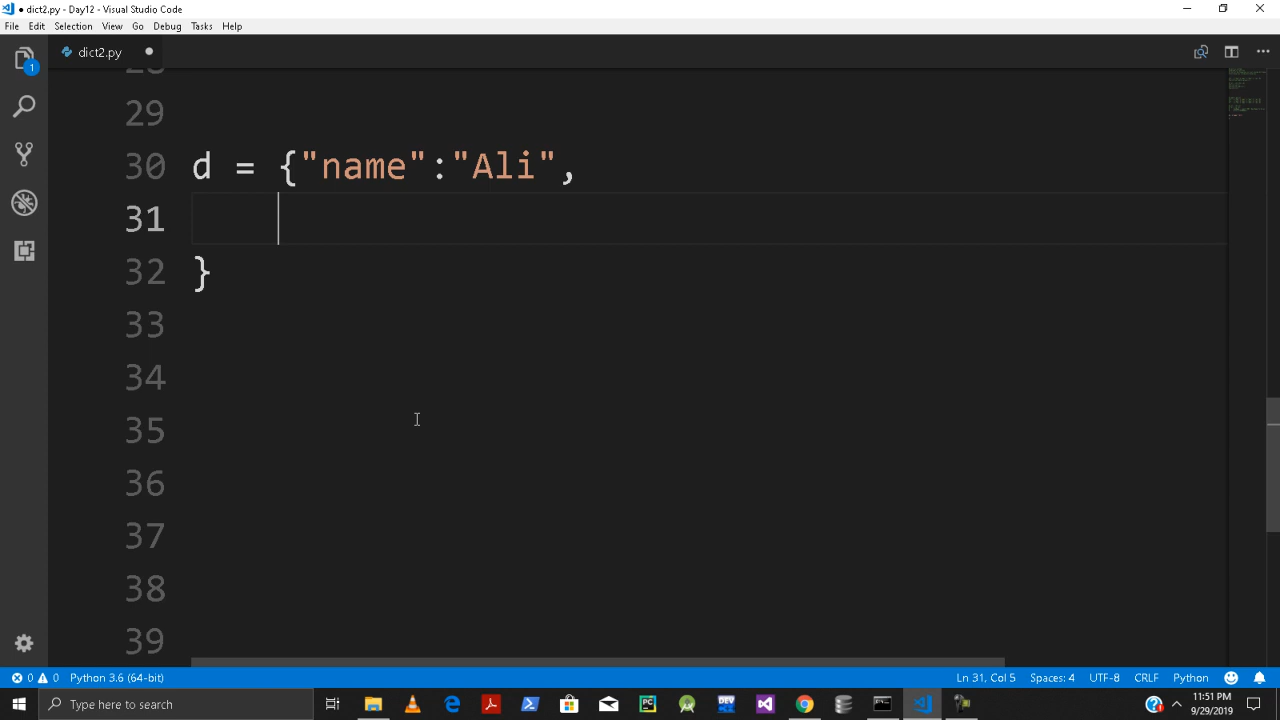 ● dict2.py - Day12 - Visual Studio Code
File Edit Selection View Go Debug Tasks Help
1
dict2.py ●
28
29
30 d = {"name":"Ali",
31
32 }
33
34
35
36
37
38
39
0 0 Python 3.6 (64-bit) Ln 31, Col 5 Spaces: 4 UTF-8 CRLF Python
Type here to search
11:51 PM
9/29/2019